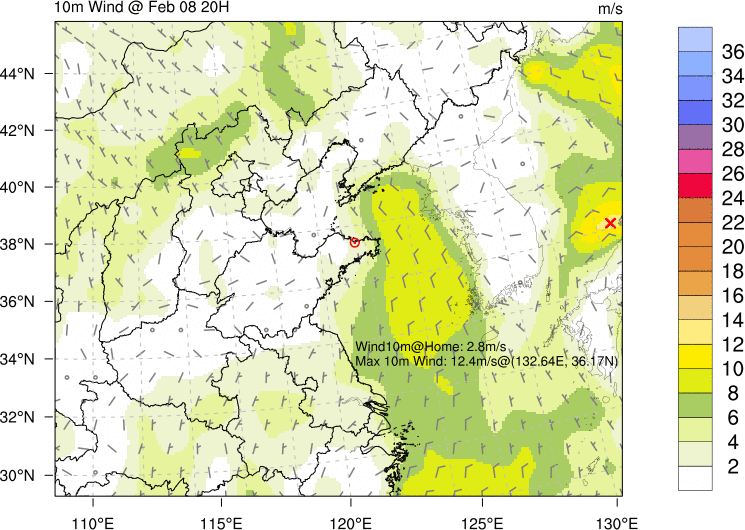 10m Wind @ Feb 08 20H
m/s
44°N
42°N
40°N
38°N
36°N
34°N
32°N
30°N
Wind10m@Home: 2.8m/s
Max 10m Wind: 12.4m/s@(132.64E, 36.17N)
110°E
115°E
120°E
125°E
130°E
36
34
32
30
28
26
24
22
20
18
16
14
12
10
8
6
4
2